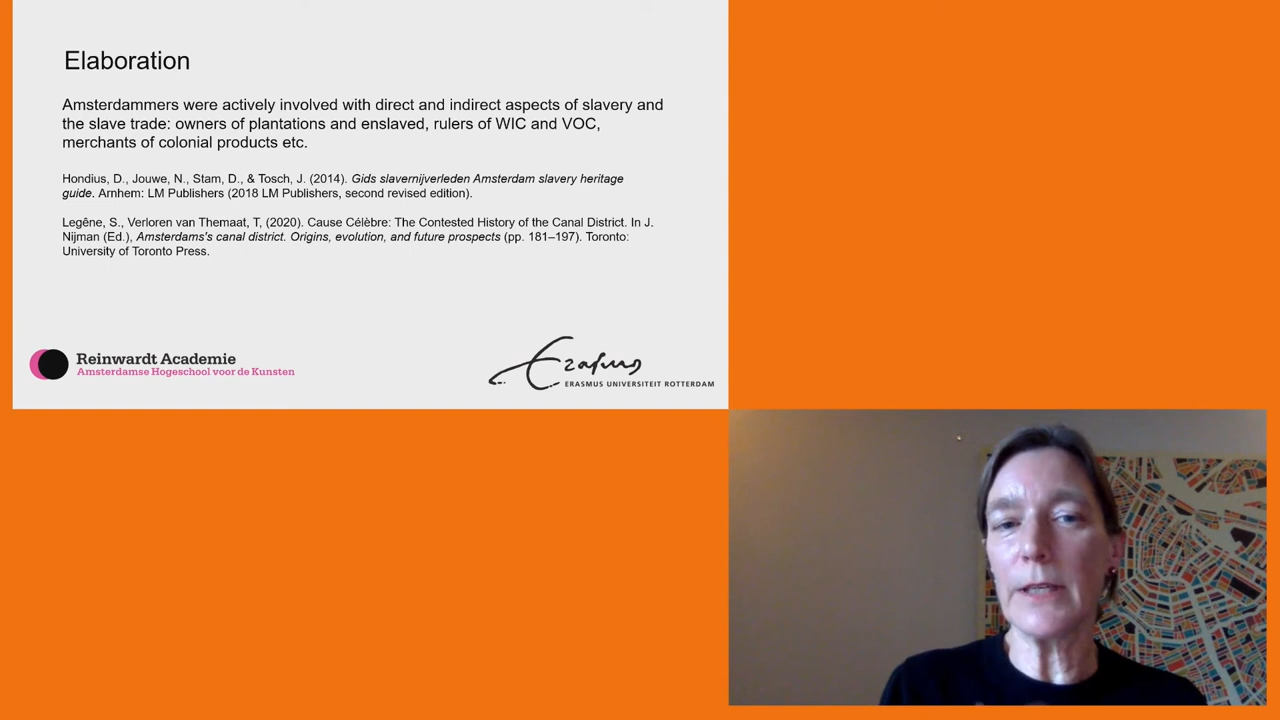 Elaboration
Amsterdammers were actively involved with direct and indirect aspects of slavery and
the slave trade: owners of plantations and enslaved, rulers of WIC and VOC,
merchants of colonial products etc.
Hondius, D., Jouwe, N., Stam, D., & Tosch, J. (2014). Gids slavernijverleden Amsterdam slavery heritage
guide. Arnhem: LM Publishers (2018 LM Publishers, second revised edition).
Legêne, S., Verloren van Themaat, T, (2020). Cause Célèbre: The Contested History of the Canal District. In J.
Nijman (Ed.), Amsterdams's canal district. Origins, evolution, and future prospects (pp. 181–197). Toronto:
University of Toronto Press.
Reinwardt Academie
Amsterdamse Hogeschool voor de Kunsten
Erasmus
ERASMUS UNIVERSITEIT ROTTERDAM